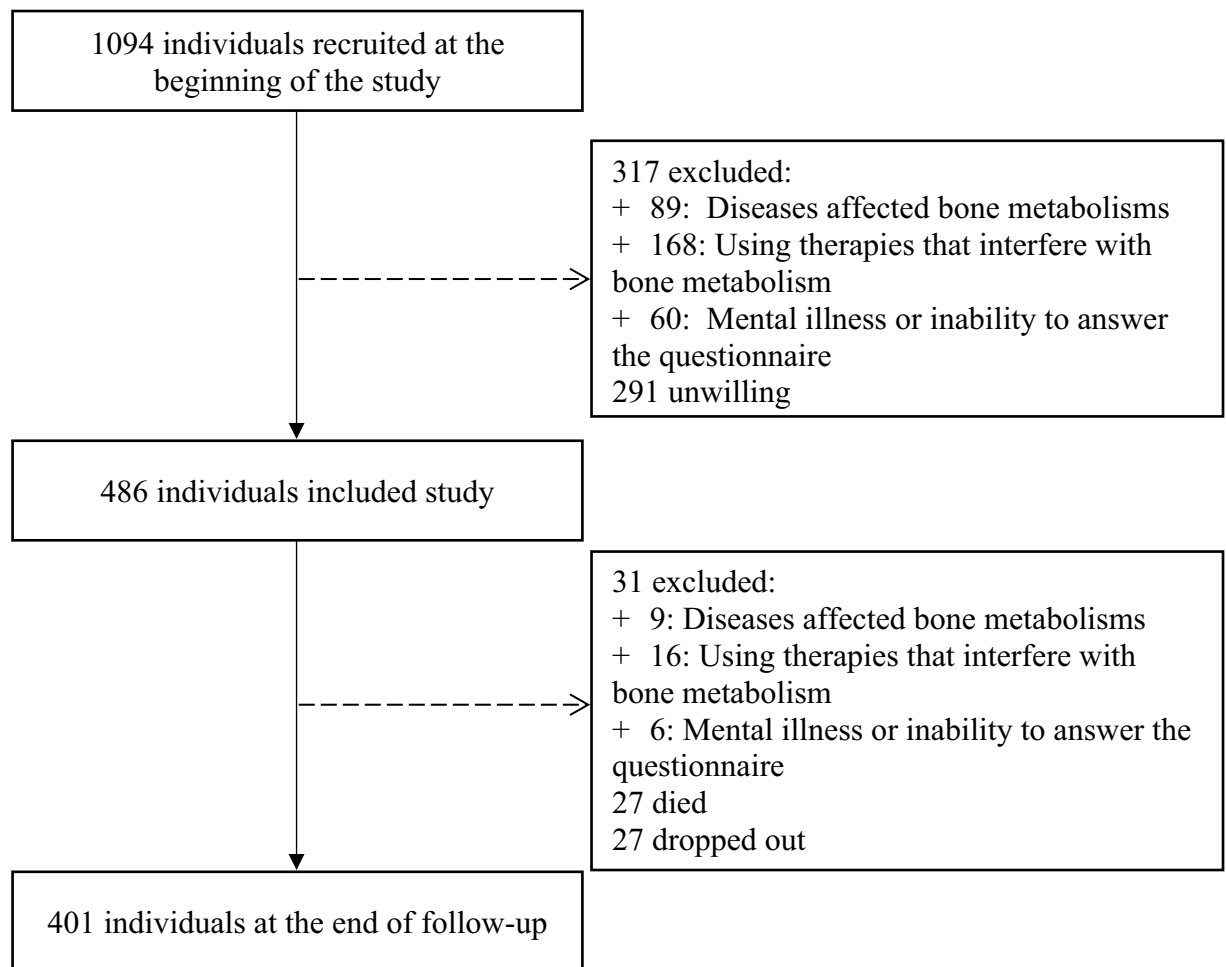 1094 individuals recruited at the
beginning of the study
317 excluded:
+ 89: Diseases affected bone metabolisms
+ 168: Using therapies that interfere with
bone metabolism
+ 60: Mental illness or inability to answer
the questionnaire
291 unwilling
486 individuals included study
31 excluded:
+ 9: Diseases affected bone metabolisms
+ 16: Using therapies that interfere with
bone metabolism
+ 6: Mental illness or inability to answer the
questionnaire
27 died
27 dropped out
401 individuals at the end of follow-up